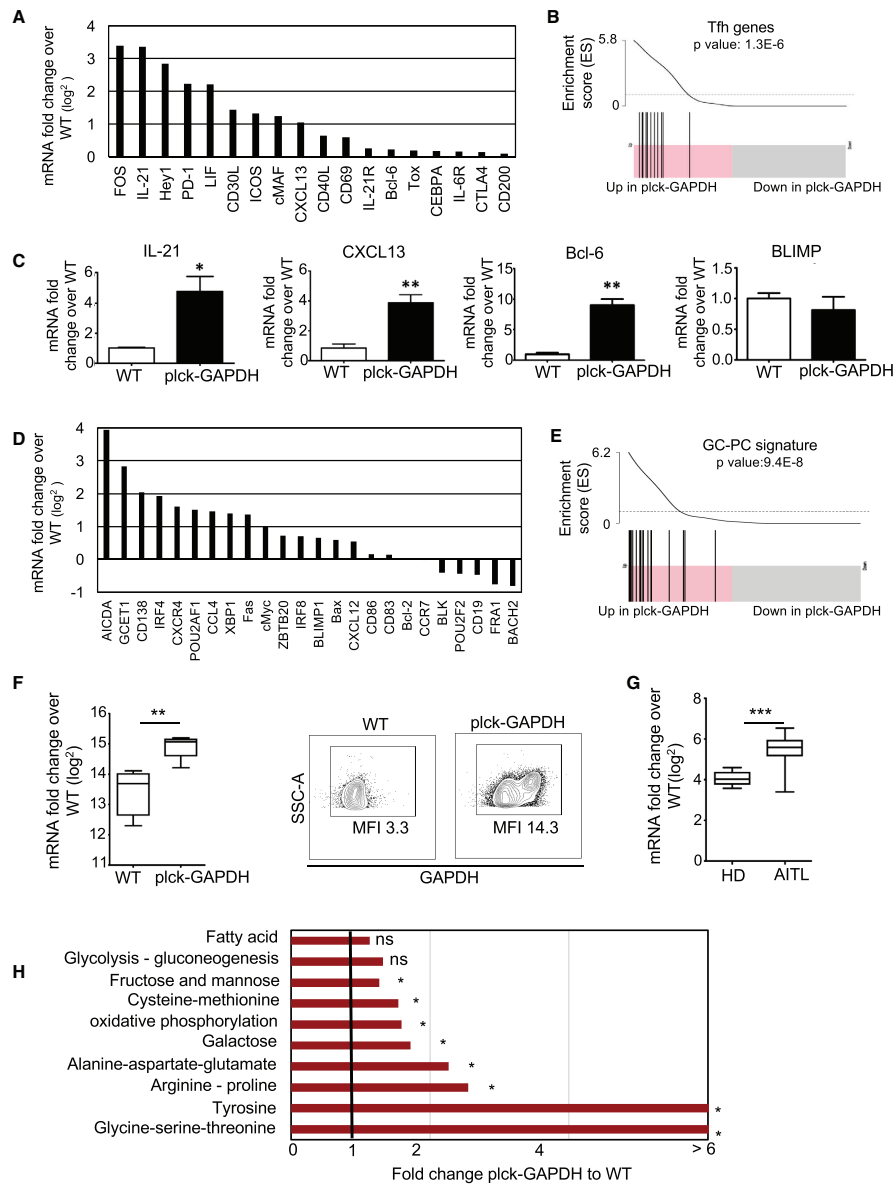 A
mRNA fold change over
WT (log²)
4
3
2
1
0
FOS
IL-21
Hey1
PD-1
LIF
CD30L
ICOS
cMAF
CXCL13
CD40L
CD69
IL-21R
Bcl-6
Tox
CEBPA
IL-6R
CTLA4
CD200
B
Tfh genes
p value: 1.3E-6
Enrichment
score (ES)
5.8
0
Up in plck-GAPDH
Down in plck-GAPDH
C
IL-21
mRNA fold
change over WT
6
4
2
0
*
WT
plck-GAPDH
CXCL13
mRNA fold
change over WT
6
4
2
0
**
WT
plck-GAPDH
Bcl-6
mRNA fold
change over WT
15
10
5
0
**
WT
plck-GAPDH
BLIMP
mRNA fold
change over WT
1.5
1.0
0.5
0.0
WT
plck-GAPDH
D
mRNA fold change over
WT (log²)
4
3
2
1
0
-1
AICDA
GCET1
CD138
IRF4
CXCR4
POU2AF1
CCL4
XBP1
Fas
cMyc
ZBTB20
IRF8
BLIMP1
Bax
CXCL12
CD86
CD83
Bcl-2
CCR7
BLK
POU2F2
CD19
FRA1
BACH2
E
GC-PC signature
p value:9.4E-8
Enrichment
score (ES)
6.2
0
Up in plck-GAPDH
Down in plck-GAPDH
F
mRNA fold change over
WT (log²)
16
15
14
13
12
11
**
WT
plck-GAPDH
WT
plck-GAPDH
SSC-A
MFI 3.3
MFI 14.3
GAPDH
G
mRNA fold change over
WT(log²)
8
6
4
2
0
***
HD
AITL
H
Fatty acid ns
Glycolysis - gluconeogenesis ns
Fructose and mannose *
Cysteine-methionine *
oxidative phosphorylation *
Galactose *
Alanine-aspartate-glutamate *
Arginine - proline *
Tyrosine *
Glycine-serine-threonine *
0 1 2 4 > 6
Fold change plck-GAPDH to WT